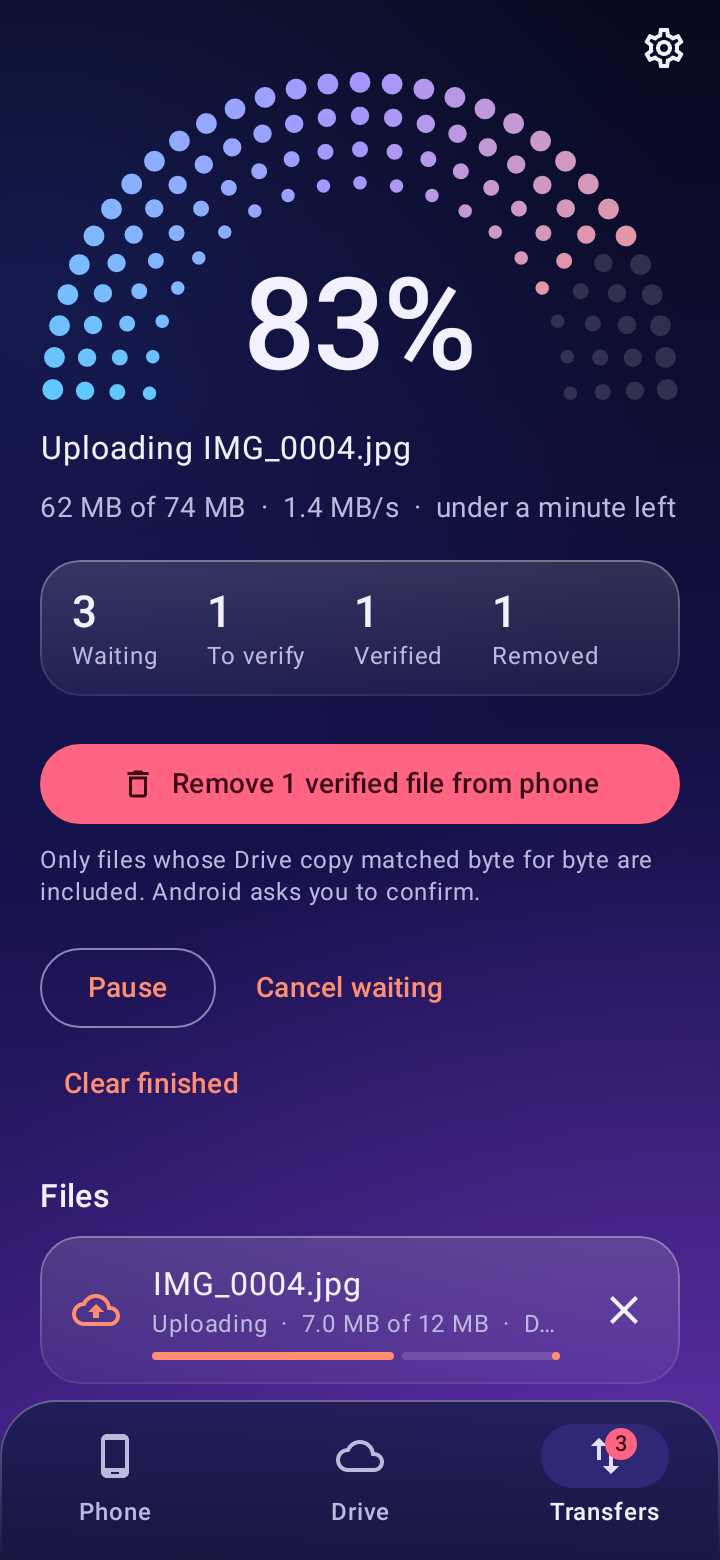 83%
Uploading IMG_0004.jpg
62 MB of 74 MB · 1.4 MB/s · under a minute left
3 1 1 1
Waiting To verify Verified Removed
Remove 1 verified file from phone
Only files whose Drive copy matched byte for byte are
included. Android asks you to confirm.
Pause Cancel waiting
Clear finished
Files
IMG_0004.jpg
Uploading · 7.0 MB of 12 MB · D…
3
Phone Drive Transfers